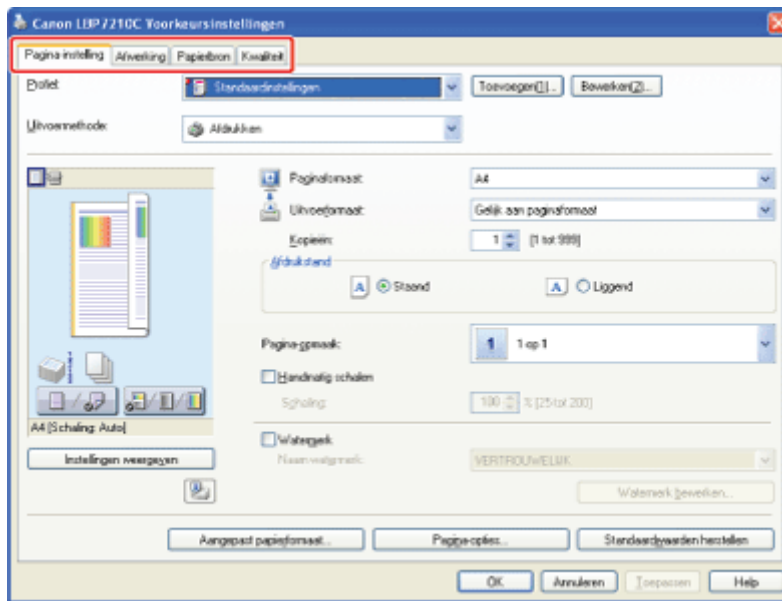 Canon LBP7210C Voorkeursinstellingen
Pagina-instelling Afwerking Papierbron Kwaliteit
Profiel: Standaardinstellingen Toevoegen(1)... Bewerken(2)...
Uitvoermethode: Afdrukken
Paginaformaat: A4
Uitvoerformaat: Gelijk aan paginaformaat
Kopieën: 1 [1 tot 999]
Afdrukstand
A Staand A Liggend
Pagina-opmaak: 1 1 op 1
Handmatig schalen
Schaling: 100 % [25 tot 200]
A4 [Schaling: Auto]
Watermerk
Naam watermerk: VERTROUWELIJK
Instellingen weergeven
Watermerk bewerken...
Aangepast papierformaat... Pagina-opties... Standaardwaarden herstellen
OK Annuleren Toepassen Help